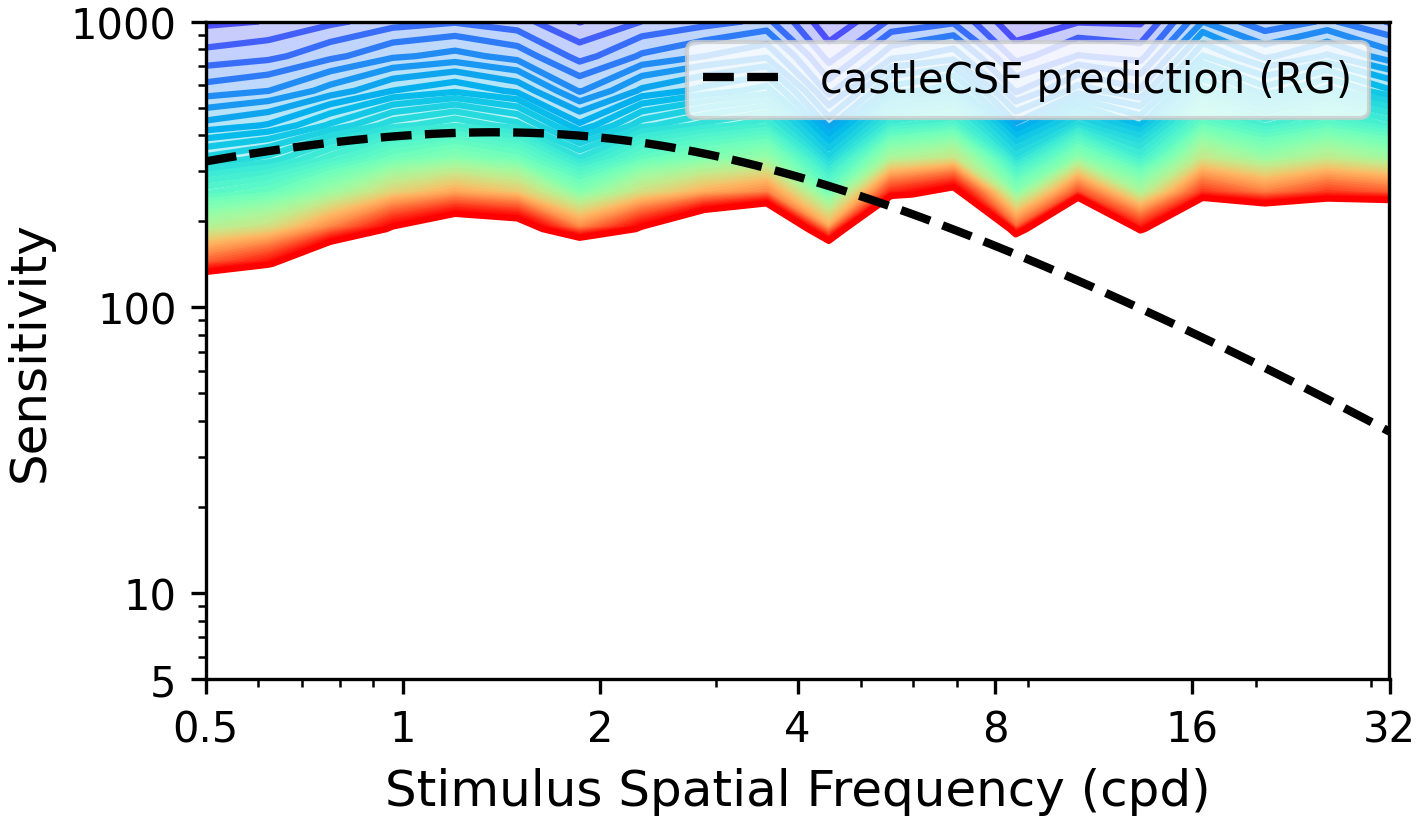 1000
100
10
5
Sensitivity
castleCSF prediction (RG)
0.5 1 2 4 8 16 32
Stimulus Spatial Frequency (cpd)